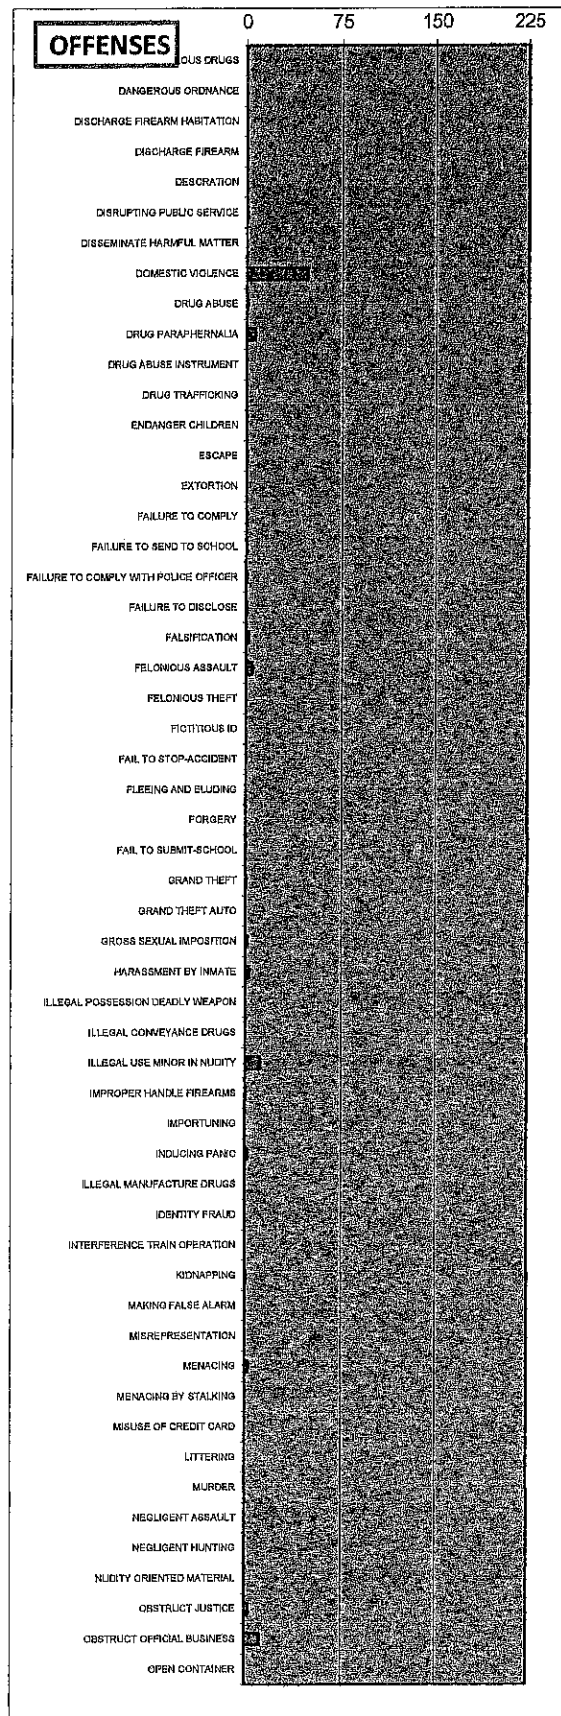 0 75 150 225
OFFENSES
OUS DRUGS
DANGEROUS ORDNANCE
DISCHARGE FIREARM HABITATION
DISCHARGE FIREARM
DESCRATION
DISRUPTING PUBLIC SERVICE
DISSEMINATE HARMFUL MATTER
DOMESTIC VIOLENCE
DRUG ABUSE
DRUG PARAPHERNALIA
DRUG ABUSE INSTRUMENT
DRUG TRAFFICKING
ENDANGER CHILDREN
ESCAPE
EXTORTION
FAILURE TO COMPLY
FAILURE TO SEND TO SCHOOL
FAILURE TO COMPLY WITH POLICE OFFICER
FAILURE TO DISCLOSE
FALSIFICATION
FELONIOUS ASSAULT
FELONIOUS THEFT
FICTITIOUS ID
FAIL TO STOP-ACCIDENT
FLEEING AND ELUDING
FORGERY
FAIL TO SUBMIT-SCHOOL
GRAND THEFT
GRAND THEFT AUTO
GROSS SEXUAL IMPOSITION
HARASSMENT BY INMATE
ILLEGAL POSSESSION DEADLY WEAPON
ILLEGAL CONVEYANCE DRUGS
ILLEGAL USE MINOR IN NUDITY
IMPROPER HANDLE FIREARMS
IMPORTUNING
INDUCING PANIC
ILLEGAL MANUFACTURE DRUGS
IDENTITY FRAUD
INTERFERENCE TRAIN OPERATION
KIDNAPPING
MAKING FALSE ALARM
MISREPRESENTATION
MENACING
MENACING BY STALKING
MISUSE OF CREDIT CARD
LITTERING
MURDER
NEGLIGENT ASSAULT
NEGLIGENT HUNTING
NUDITY ORIENTED MATERIAL
OBSTRUCT JUSTICE
OBSTRUCT OFFICIAL BUSINESS
OPEN CONTAINER